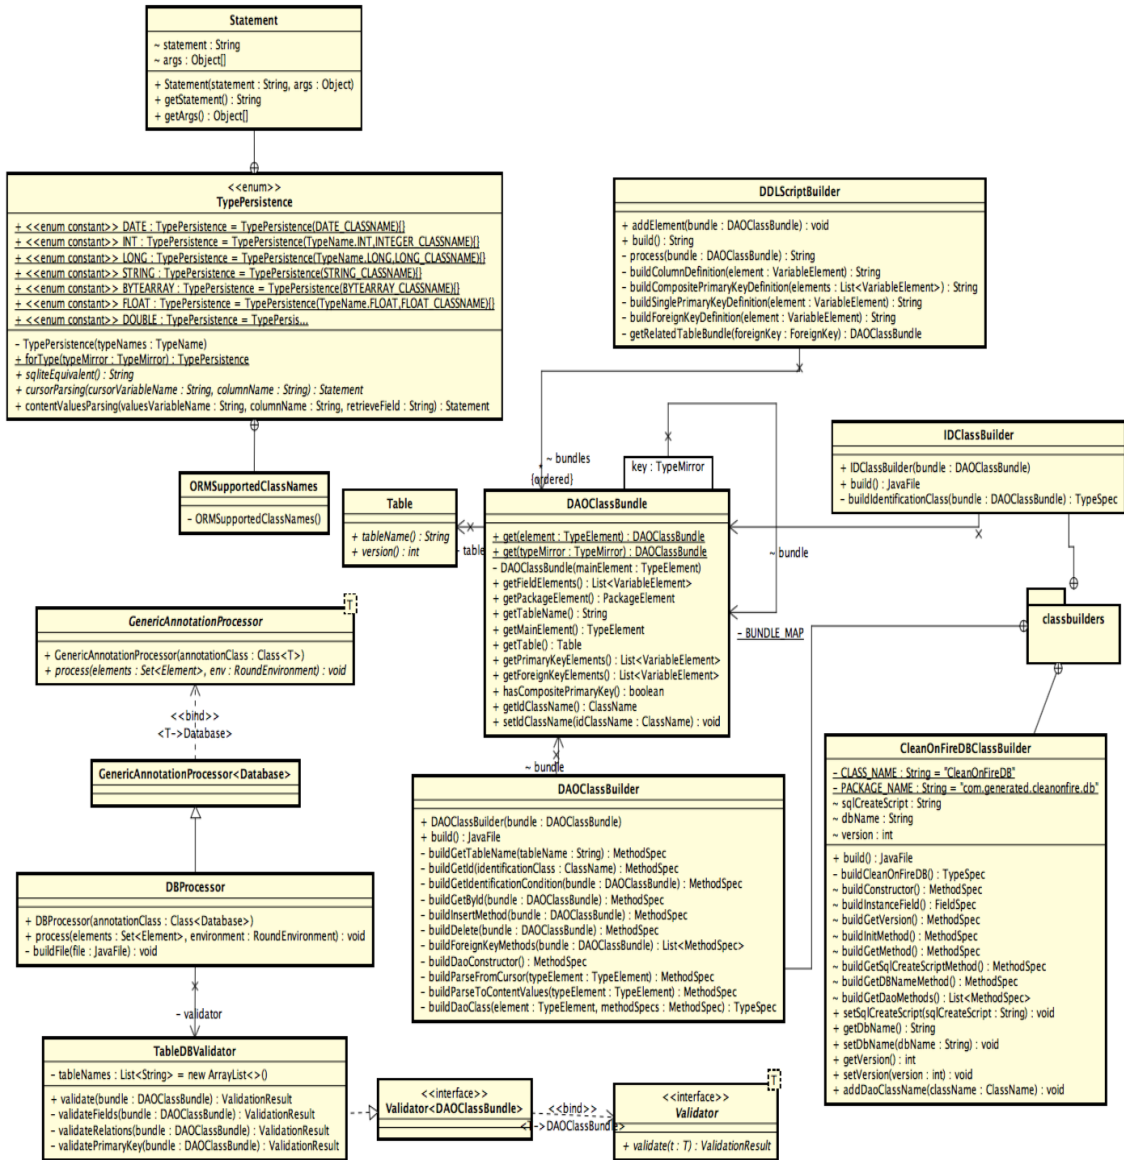 Statement
~ statement : String
~ args : Object[]
+ Statement(statement : String, args : Object)
+ getStatement() : String
+ getArgs() : Object[]
<<enum>>
TypePersistence
+ <<enum constant>> DATE : TypePersistence = TypePersistence(DATE_CLASSNAME){}
+ <<enum constant>> INT : TypePersistence = TypePersistence(TypeName.INT,INTEGER_CLASSNAME){}
+ <<enum constant>> LONG : TypePersistence = TypePersistence(TypeName.LONG,LONG_CLASSNAME){}
+ <<enum constant>> STRING : TypePersistence = TypePersistence(STRING_CLASSNAME){}
+ <<enum constant>> BYTEARRAY : TypePersistence = TypePersistence(BYTEARRAY_CLASSNAME){}
+ <<enum constant>> FLOAT : TypePersistence = TypePersistence(TypeName.FLOAT,FLOAT_CLASSNAME){}
+ <<enum constant>> DOUBLE : TypePersistence = TypePersis...
- TypePersistence(typeNames : TypeName)
+ forType(typeMirror : TypeMirror) : TypePersistence
+ sqliteEquivalent() : String
+ cursorParsing(cursorVariableName : String, columnName : String) : Statement
+ contentValuesParsing(valuesVariableName : String, columnName : String, retrieveField : String) : Statement
DDLScriptBuilder
+ addElement(bundle : DAOClassBundle) : void
+ build() : String
- process(bundle : DAOClassBundle) : String
- buildColumnDefinition(element : VariableElement) : String
- buildCompositePrimaryKeyDefinition(elements : List<VariableElement>) : String
- buildSinglePrimaryKeyDefinition(element : VariableElement) : String
- buildForeignKeyDefinition(element : VariableElement) : String
- getRelatedTableBundle(foreignKey : ForeignKey) : DAOClassBundle
X
X
* ~ bundles
{ordered}
key : TypeMirror
IDClassBuilder
+ IDClassBuilder(bundle : DAOClassBundle)
+ build() : JavaFile
- buildIdentificationClass(bundle : DAOClassBundle) : TypeSpec
ORMSupportedClassNames
- ORMSupportedClassNames()
Table
+ tableName() : String
+ version() : int
X
- table
DAOClassBundle
+ get(element : TypeElement) : DAOClassBundle
+ get(typeMirror : TypeMirror) : DAOClassBundle
- DAOClassBundle(mainElement : TypeElement)
+ getFieldElements() : List<VariableElement>
+ getPackageElement() : PackageElement
+ getTableName() : String
+ getMainElement() : TypeElement
+ getTable() : Table
+ getPrimaryKeyElements() : List<VariableElement>
+ getForeignKeyElements() : List<VariableElement>
+ hasCompositePrimaryKey() : boolean
+ getIdClassName() : ClassName
+ setIdClassName(idClassName : ClassName) : void
X
~ bundle
- BUNDLE_MAP
classbuilders
T
GenericAnnotationProcessor
+ GenericAnnotationProcessor(annotationClass : Class<T>)
+ process(elements : Set<Element>, env : RoundEnvironment) : void
<<bind>>
<T->Database>
GenericAnnotationProcessor<Database>
X
~ bundle
DAOClassBuilder
+ DAOClassBuilder(bundle : DAOClassBundle)
+ build() : JavaFile
- buildGetTableName(tableName : String) : MethodSpec
- buildGetId(identificationClass : ClassName) : MethodSpec
- buildGetIdentificationCondition(bundle : DAOClassBundle) : MethodSpec
- buildGetById(bundle : DAOClassBundle) : MethodSpec
- buildInsertMethod(bundle : DAOClassBundle) : MethodSpec
- buildDelete(bundle : DAOClassBundle) : MethodSpec
- buildForeignKeyMethods(bundle : DAOClassBundle) : List<MethodSpec>
- buildDaoConstructor() : MethodSpec
- buildParseFromCursor(typeElement : TypeElement) : MethodSpec
- buildParseToContentValues(typeElement : TypeElement) : MethodSpec
- buildDaoClass(element : TypeElement, methodSpecs : MethodSpec) : TypeSpec
CleanOnFireDBClassBuilder
- CLASS_NAME : String = "CleanOnFireDB"
- PACKAGE_NAME : String = "com.generated.cleanonfire.db"
~ sqlCreateScript : String
~ dbName : String
~ version : int
+ build() : JavaFile
- buildCleanOnFireDB() : TypeSpec
~ buildConstructor() : MethodSpec
~ buildInstanceField() : FieldSpec
~ buildGetVersion() : MethodSpec
~ buildInitMethod() : MethodSpec
~ buildGetMethod() : MethodSpec
~ buildGetSqlCreateScriptMethod() : MethodSpec
~ buildGetDBNameMethod() : MethodSpec
~ buildGetDaoMethods() : List<MethodSpec>
+ setSqlCreateScript(sqlCreateScript : String) : void
+ getDbName() : String
+ setDbName(dbName : String) : void
+ getVersion() : int
+ setVersion(version : int) : void
+ addDaoClassName(className : ClassName) : void
DBProcessor
+ DBProcessor(annotationClass : Class<Database>)
+ process(elements : Set<Element>, environment : RoundEnvironment) : void
- buildFile(file : JavaFile) : void
X
- validator
TableDBValidator
- tableNames : List<String> = new ArrayList<>()
+ validate(bundle : DAOClassBundle) : ValidationResult
- validateFields(bundle : DAOClassBundle) : ValidationResult
- validateRelations(bundle : DAOClassBundle) : ValidationResult
- validatePrimaryKey(bundle : DAOClassBundle) : ValidationResult
<<interface>>
Validator<DAOClassBundle>
<<bind>>
<T->DAOClassBundle>
T
<<interface>>
Validator
+ validate(t : T) : ValidationResult